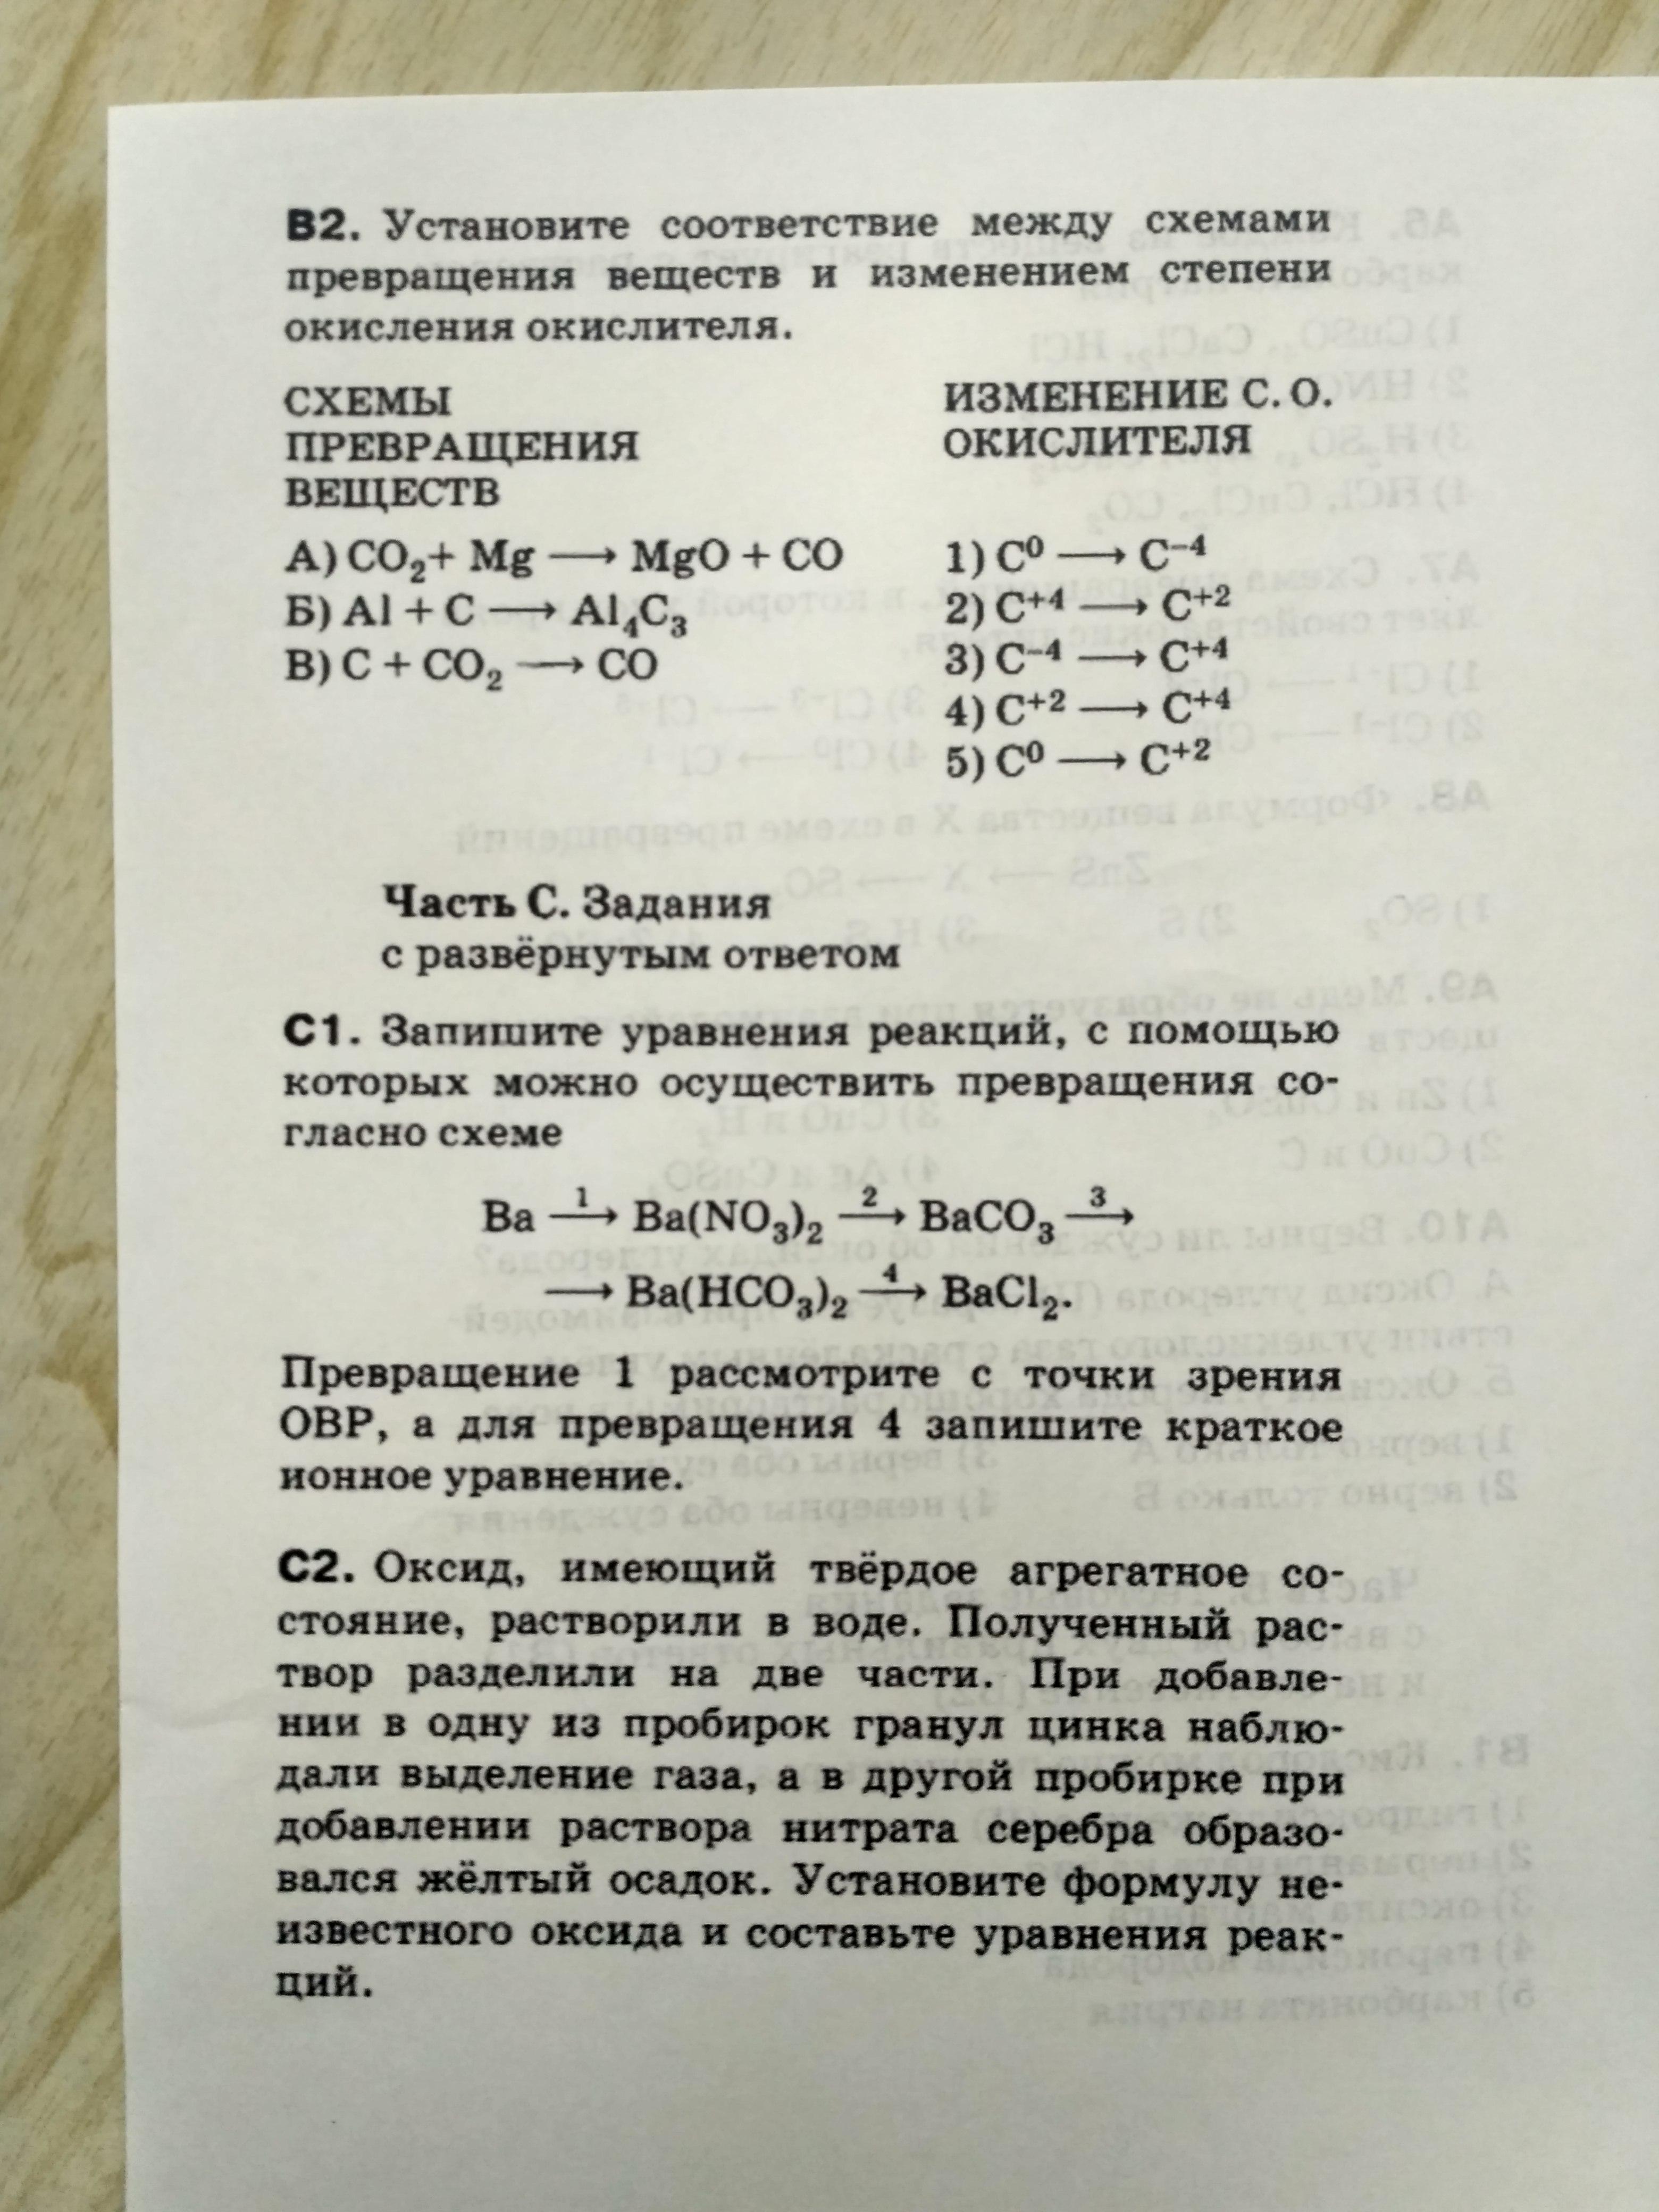 B2. Установите соответствие между схемами
превращения веществ и изменением степени
окисления окислителя.
СХЕМЫ
ПРЕВРАЩЕНИЯ
ВЕЩЕСТВ
А) CO₂+ Mg ⟶ MgO + CO
Б) Al + C ⟶ Al₄C₃
В) C + CO₂ ⟶ CO
ИЗМЕНЕНИЕ С. О.
ОКИСЛИТЕЛЯ
1) C⁰ ⟶ C⁻⁴
2) C⁺⁴ ⟶ C⁺²
3) C⁻⁴ ⟶ C⁺⁴
4) C⁺² ⟶ C⁺⁴
5) C⁰ ⟶ C⁺²
Часть С. Задания
с развёрнутым ответом
C1. Запишите уравнения реакций, с помощью
которых можно осуществить превращения со-
гласно схеме
Ba —1→ Ba(NO₃)₂ —2→ BaCO₃ —3→
⟶ Ba(HCO₃)₂ —4→ BaCl₂.
Превращение 1 рассмотрите с точки зрения
ОВР, а для превращения 4 запишите краткое
ионное уравнение.
C2. Оксид, имеющий твёрдое агрегатное со-
стояние, растворили в воде. Полученный рас-
твор разделили на две части. При добавле-
нии в одну из пробирок гранул цинка наблю-
дали выделение газа, а в другой пробирке при
добавлении раствора нитрата серебра образо-
вался жёлтый осадок. Установите формулу не-
известного оксида и составьте уравнения реак-
ций.